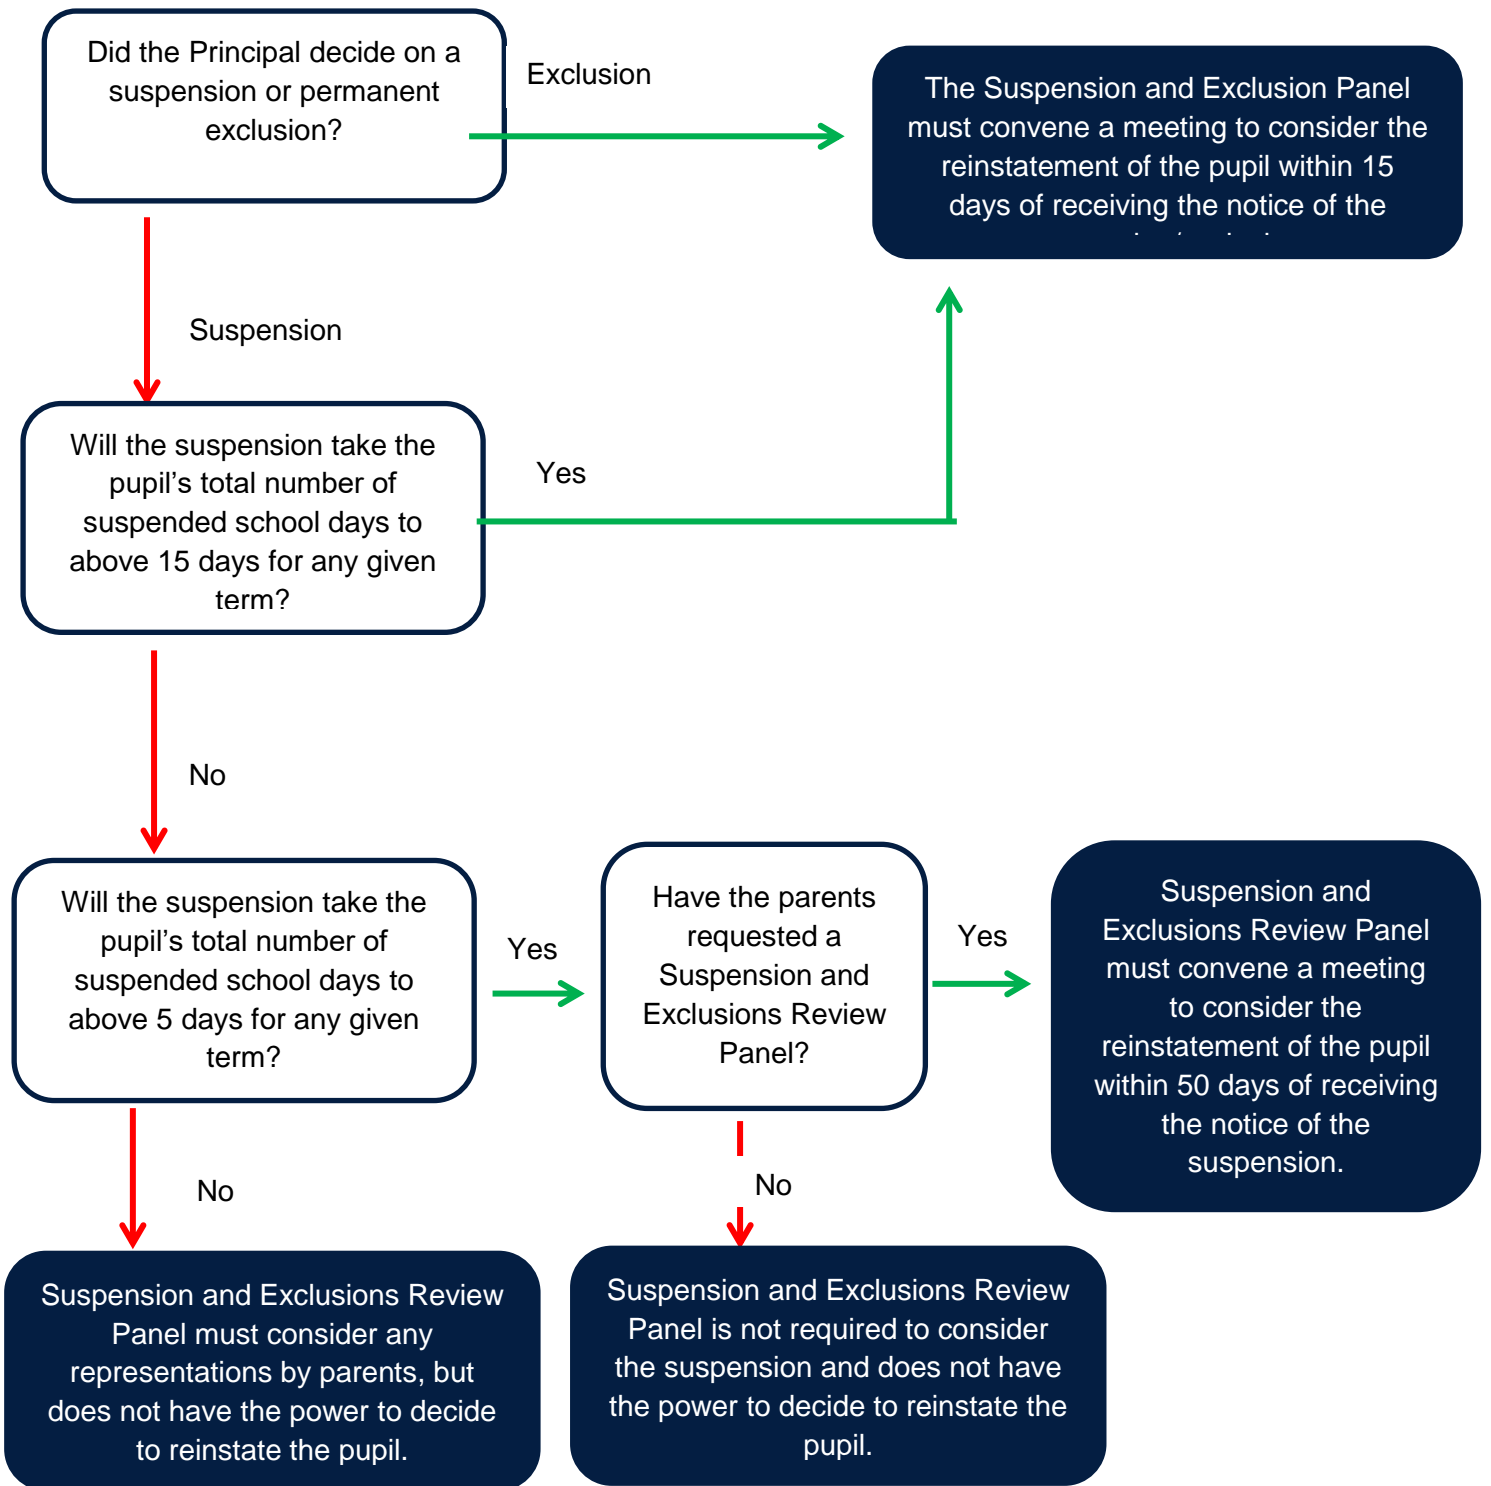 Did the Principal decide on a
suspension or permanent
exclusion?
Exclusion
The Suspension and Exclusion Panel
must convene a meeting to consider the
reinstatement of the pupil within 15
days of receiving the notice of the
Suspension
Will the suspension take the
pupil’s total number of
suspended school days to
above 15 days for any given
term?
Yes
No
Will the suspension take the
pupil’s total number of
suspended school days to
above 5 days for any given
term?
Yes
Have the parents
requested a
Suspension and
Exclusions Review
Panel?
Yes
Suspension and
Exclusions Review Panel
must convene a meeting
to consider the
reinstatement of the pupil
within 50 days of receiving
the notice of the
suspension.
No
No
Suspension and Exclusions Review
Panel must consider any
representations by parents, but
does not have the power to decide
to reinstate the pupil.
Suspension and Exclusions Review
Panel is not required to consider
the suspension and does not have
the power to decide to reinstate the
pupil.